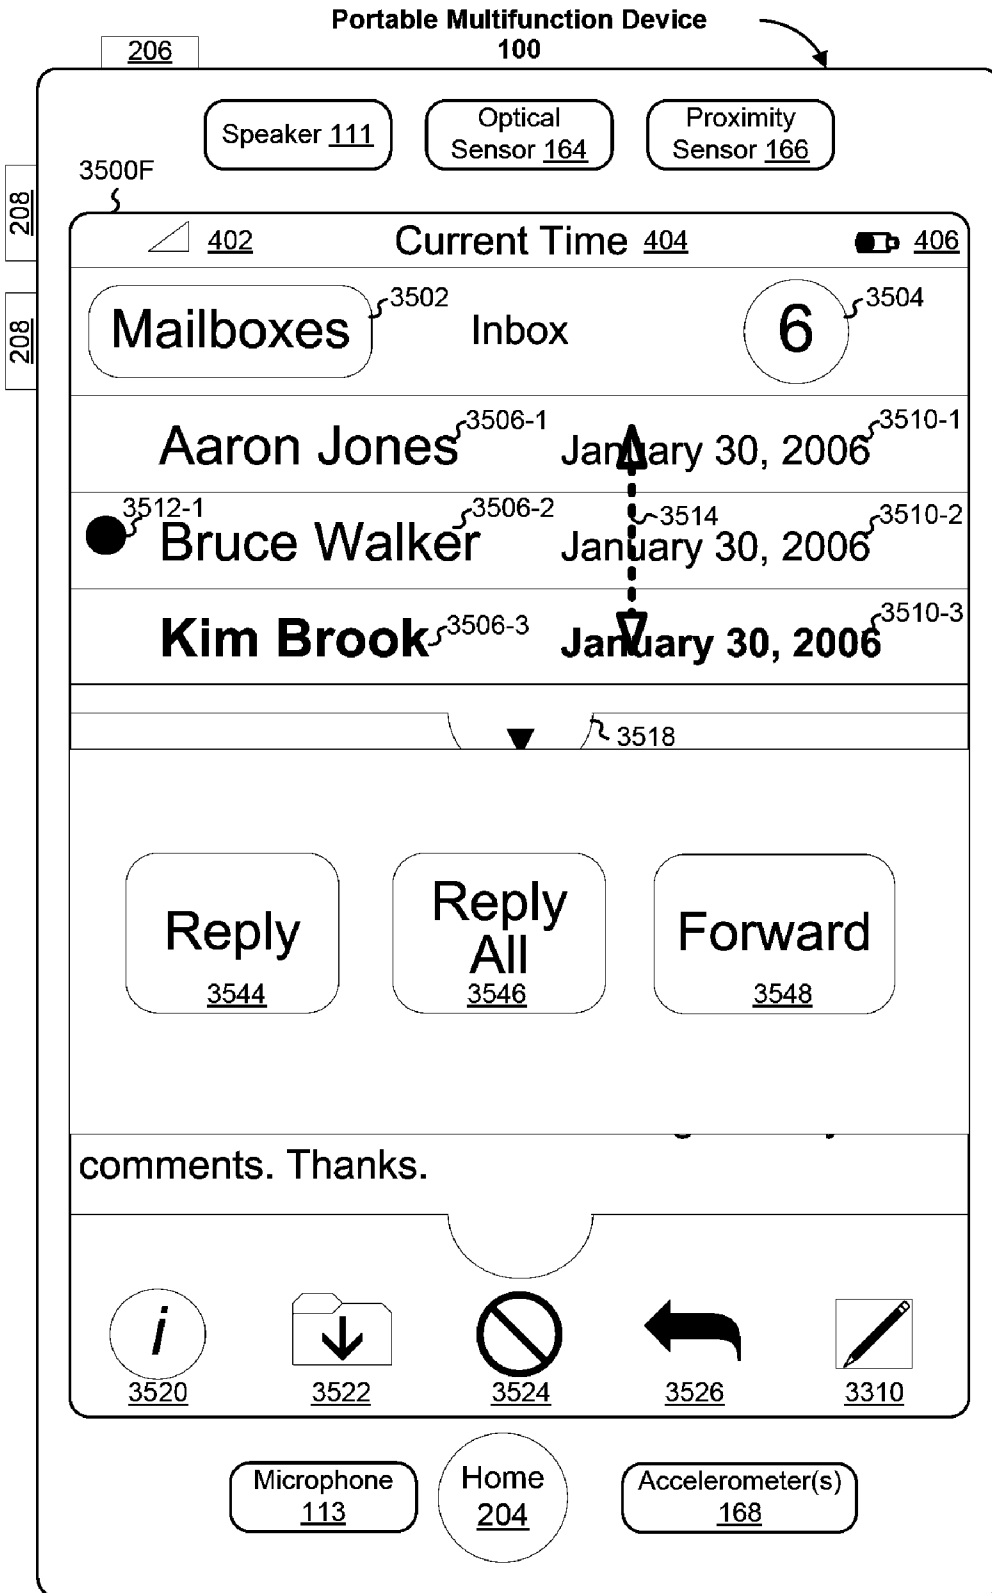 Portable Multifunction Device
100
206
Speaker 111
Optical
Sensor 164
Proximity
Sensor 166
208
208
3500F
402
Current Time 404
406
Mailboxes
3502
Inbox
6
3504
Aaron Jones
3506-1
January 30, 2006
3510-1
3512-1
Bruce Walker
3506-2
3514
January 30, 2006
3510-2
Kim Brook
3506-3
January 30, 2006
3510-3
3518
Reply
3544
Reply
All
3546
Forward
3548
comments. Thanks.
i
3520
3522
3524
3526
3310
Microphone
113
Home
204
Accelerometer(s)
168